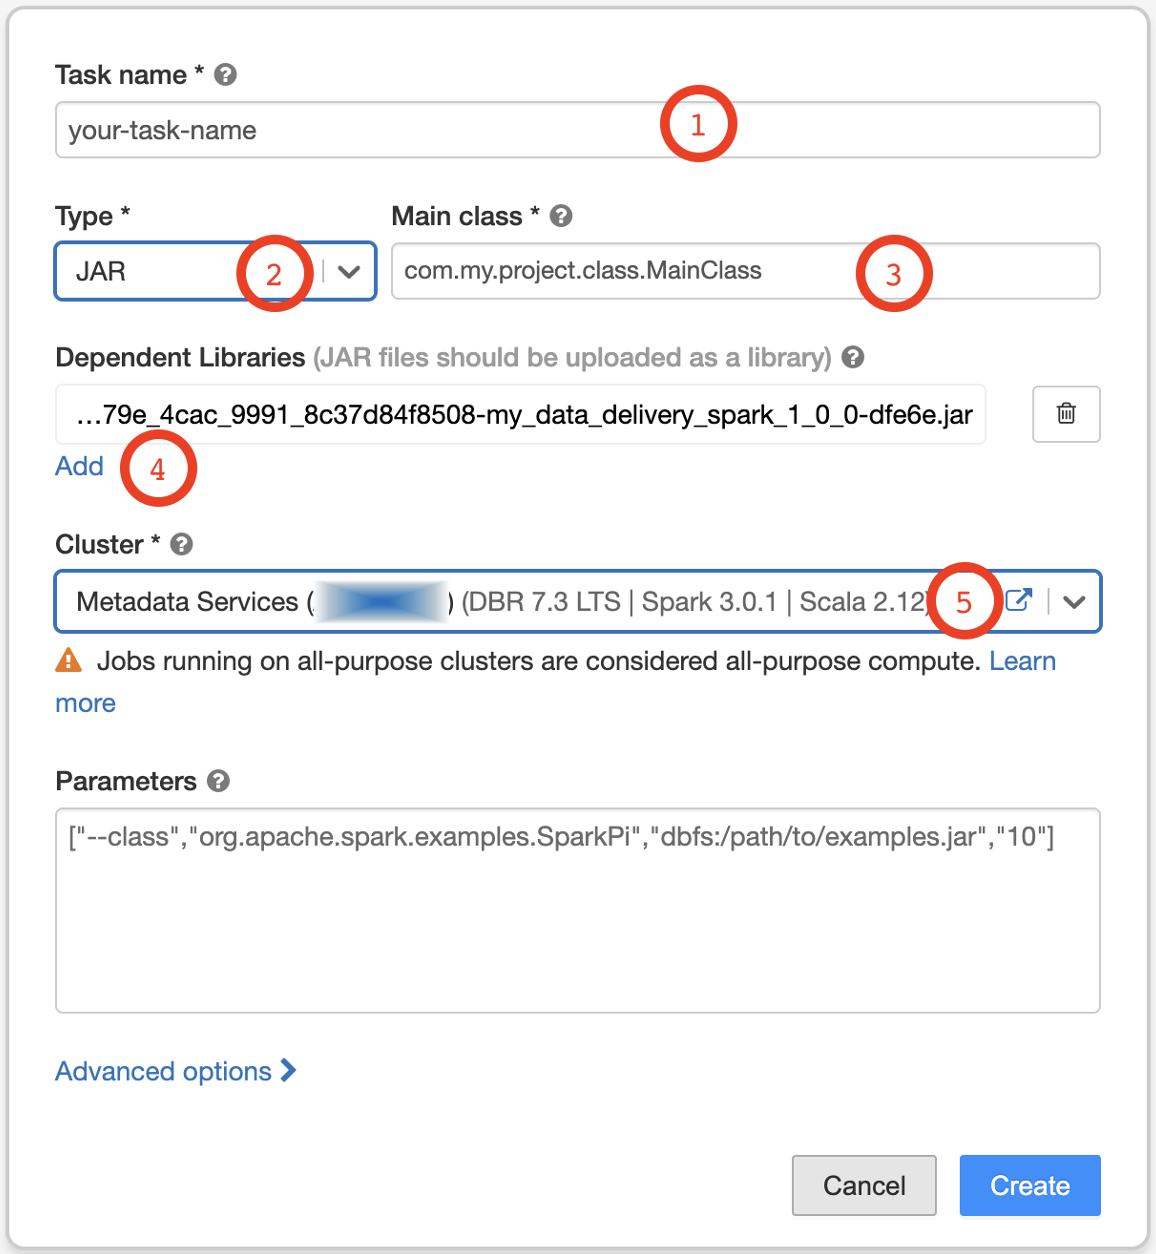 Task name * ?
your-task-name 1
Type * Main class * ?
JAR 2 com.my.project.class.MainClass 3
Dependent Libraries (JAR files should be uploaded as a library) ?
...79e_4cac_9991_8c37d84f8508-my_data_delivery_spark_1_0_0-dfe6e.jar
Add 4
Cluster * ?
Metadata Services ( ) (DBR 7.3 LTS | Spark 3.0.1 | Scala 2.12) 5
Jobs running on all-purpose clusters are considered all-purpose compute. Learn
more
Parameters ?
["--class","org.apache.spark.examples.SparkPi","dbfs:/path/to/examples.jar","10"]
Advanced options
Cancel Create